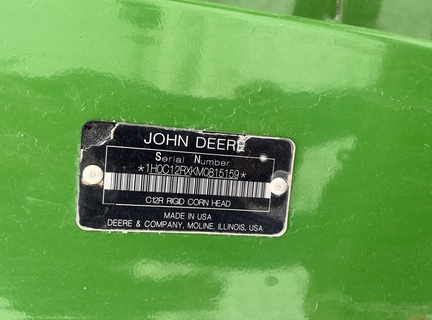 JOHN DEERE
Serial Number
*1H0C12RXKM0815159*
C12R RIGID CORN HEAD
MADE IN USA
DEERE & COMPANY, MOLINE, ILLINOIS, USA